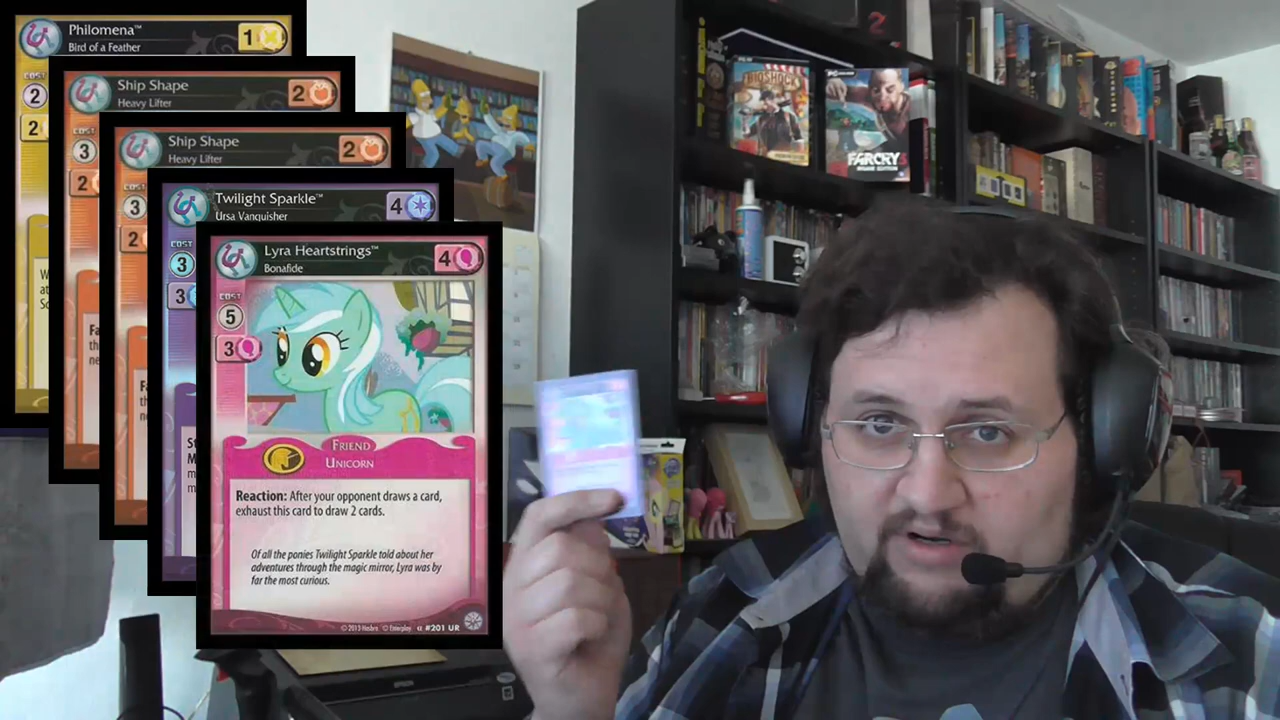 Philomena™
Bird of a Feather
1
COST
2
2
Ship Shape
Heavy Lifter
2
COST
3
2
Ship Shape
Heavy Lifter
2
COST
3
2
Twilight Sparkle™
Ursa Vanquisher
4
COST
3
3
Lyra Heartstrings™
Bonafide
4
COST
5
3
FRIEND
UNICORN
Reaction: After your opponent draws a card,
exhaust this card to draw 2 cards.
Of all the ponies Twilight Sparkle told about her
adventures through the magic mirror, Lyra was by
far the most curious.
© 2013 Hasbro © Enterplay α #201 UR
BIOSHOCK
FARCRY 3